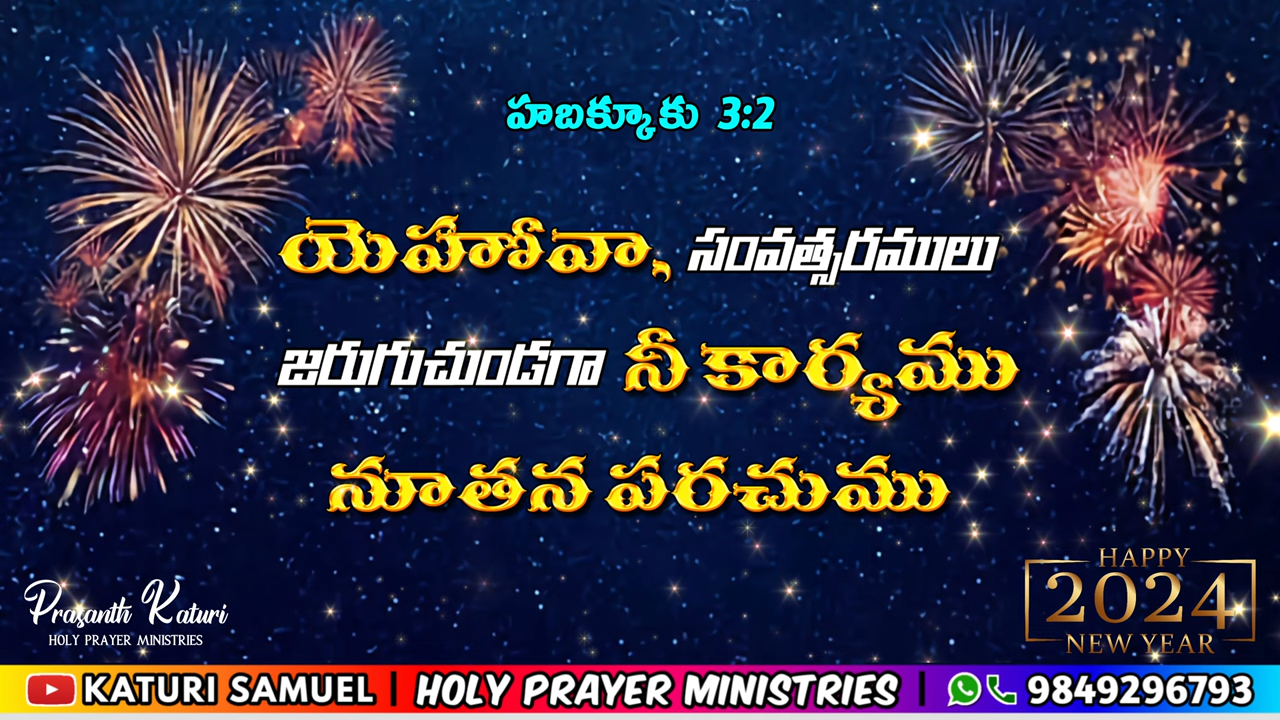 హబక్కూకు 3:2
యెహోవా, సంవత్సరములు
జరుగుచుండగా నీ కార్యము
నూతన పరచుము
Prasanth Katuri
HOLY PRAYER MINISTRIES
HAPPY
2024
NEW YEAR
KATURI SAMUEL | HOLY PRAYER MINISTRIES | 9849296793